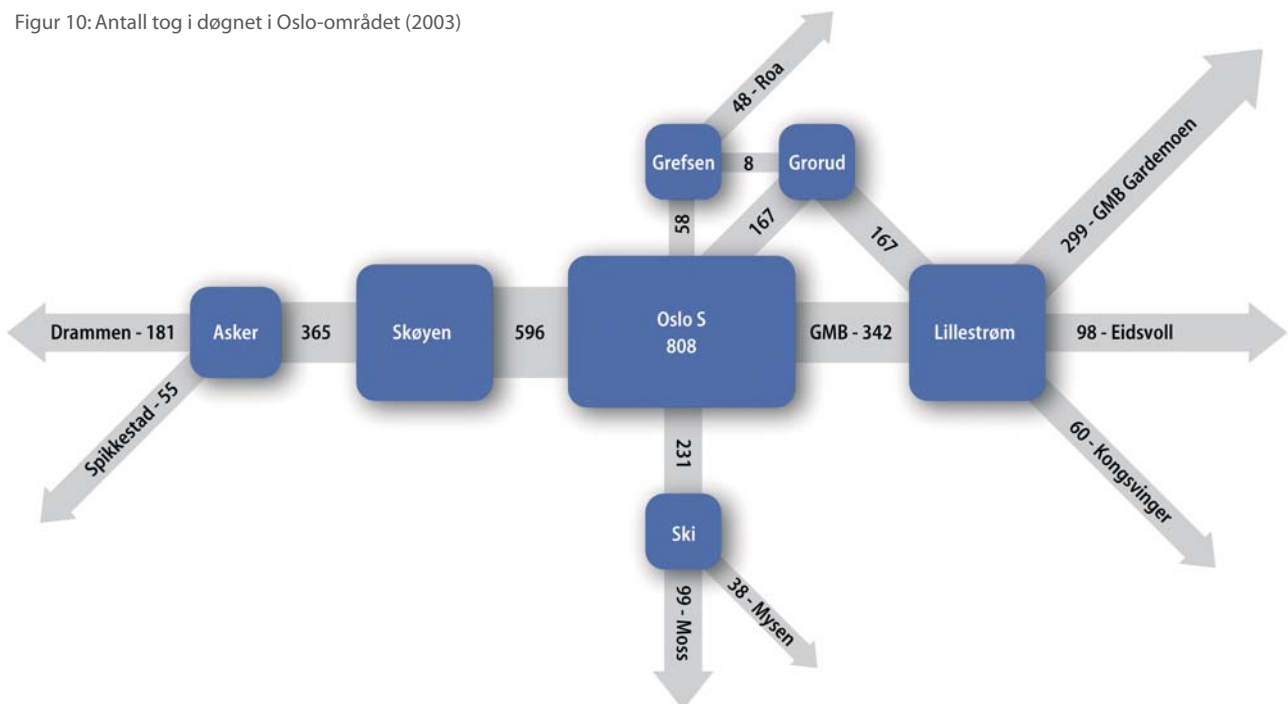 Figur 10: Antall tog i døgnet i Oslo-området (2003)
48 - Roa
Grefsen
8
Grorud
58
167
167
299 - GMB Gardemoen
Drammen - 181
Asker
365
Skøyen
596
Oslo S
808
GMB - 342
Lillestrøm
98 - Eidsvoll
Spikkestad - 55
60 - Kongsvinger
231
Ski
99 - Moss
38 - Mysen